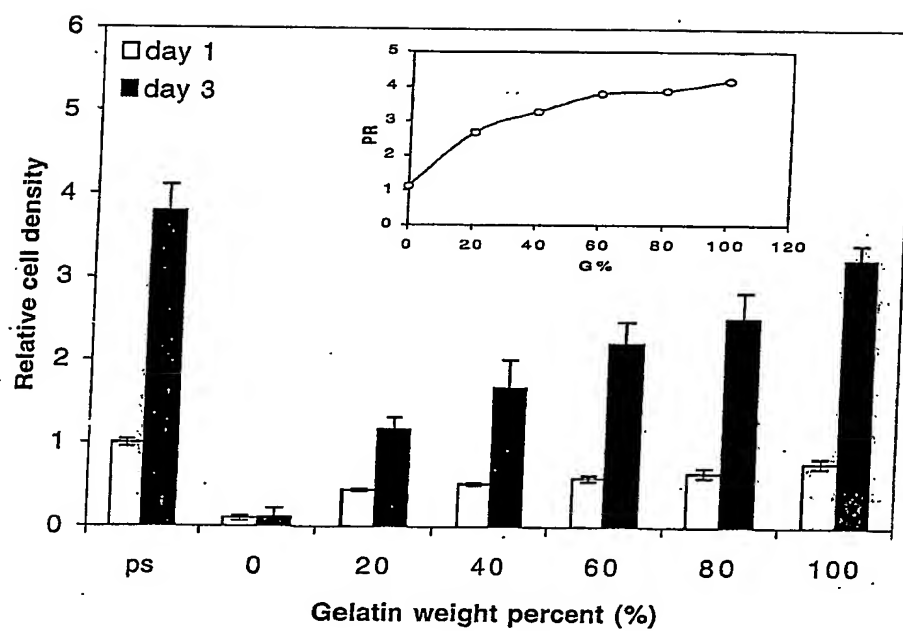 6
5
4
3
2
1
0
Relative cell density
day 1
day 3
5
4
3
2
1
0
PR
0 20 40 60 80 100 120
G%
ps 0 20 40 60 80 100
Gelatin weight percent (%)